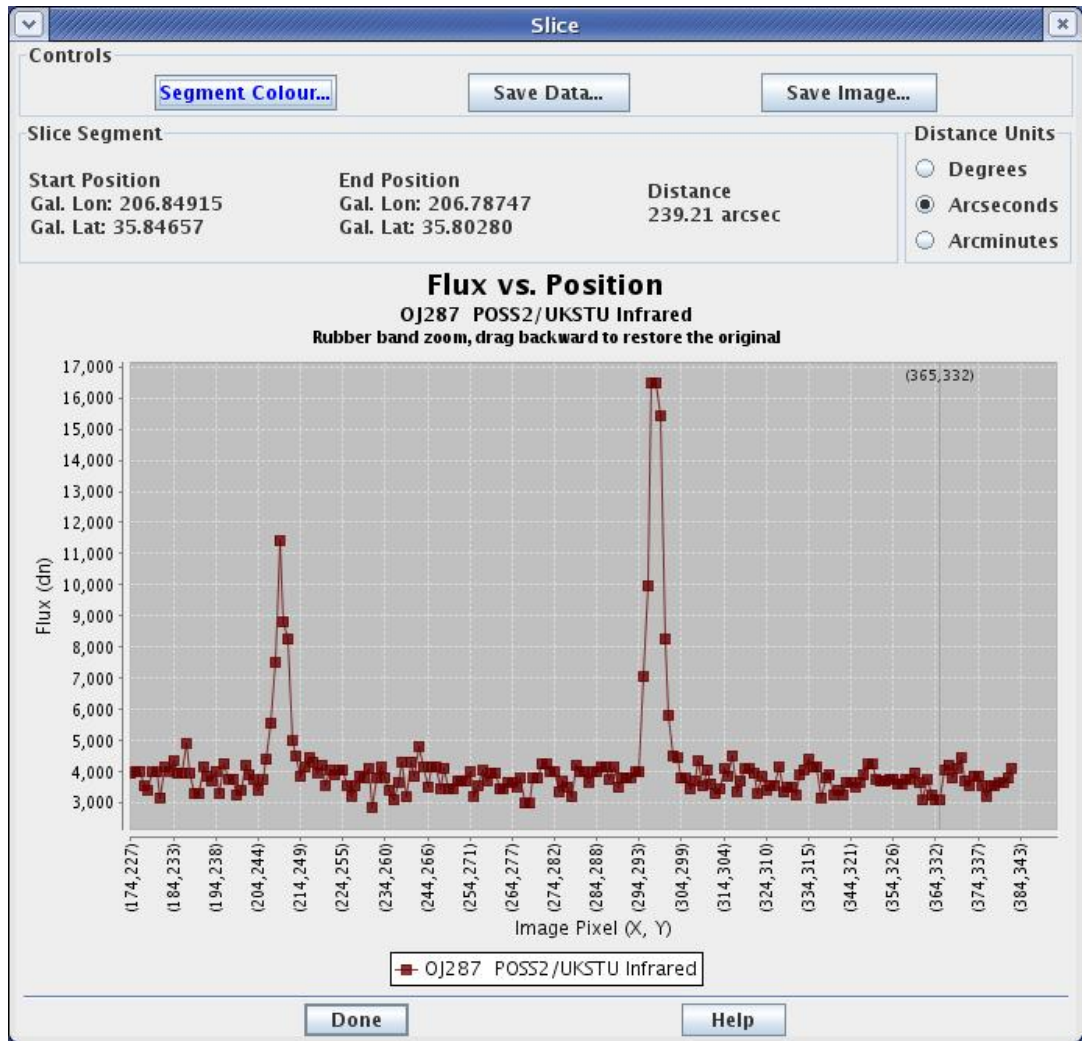 Slice
Controls
Segment Colour...
Save Data...
Save Image...
Slice Segment
Start Position
Gal. Lon: 206.84915
Gal. Lat: 35.84657
End Position
Gal. Lon: 206.78747
Gal. Lat: 35.80280
Distance
239.21 arcsec
Distance Units
Degrees
Arcseconds
Arcminutes
Flux vs. Position
OJ287 POSS2/UKSTU Infrared
Rubber band zoom, drag backward to restore the original
(365,332)
Flux (dn)
17,000
16,000
15,000
14,000
13,000
12,000
11,000
10,000
9,000
8,000
7,000
6,000
5,000
4,000
3,000
(174,227)
(184,233)
(194,238)
(204,244)
(214,249)
(224,255)
(234,260)
(244,266)
(254,271)
(264,277)
(274,282)
(284,288)
(294,293)
(304,299)
(314,304)
(324,310)
(334,315)
(344,321)
(354,326)
(364,332)
(374,337)
(384,343)
Image Pixel (X, Y)
OJ287 POSS2/UKSTU Infrared
Done
Help